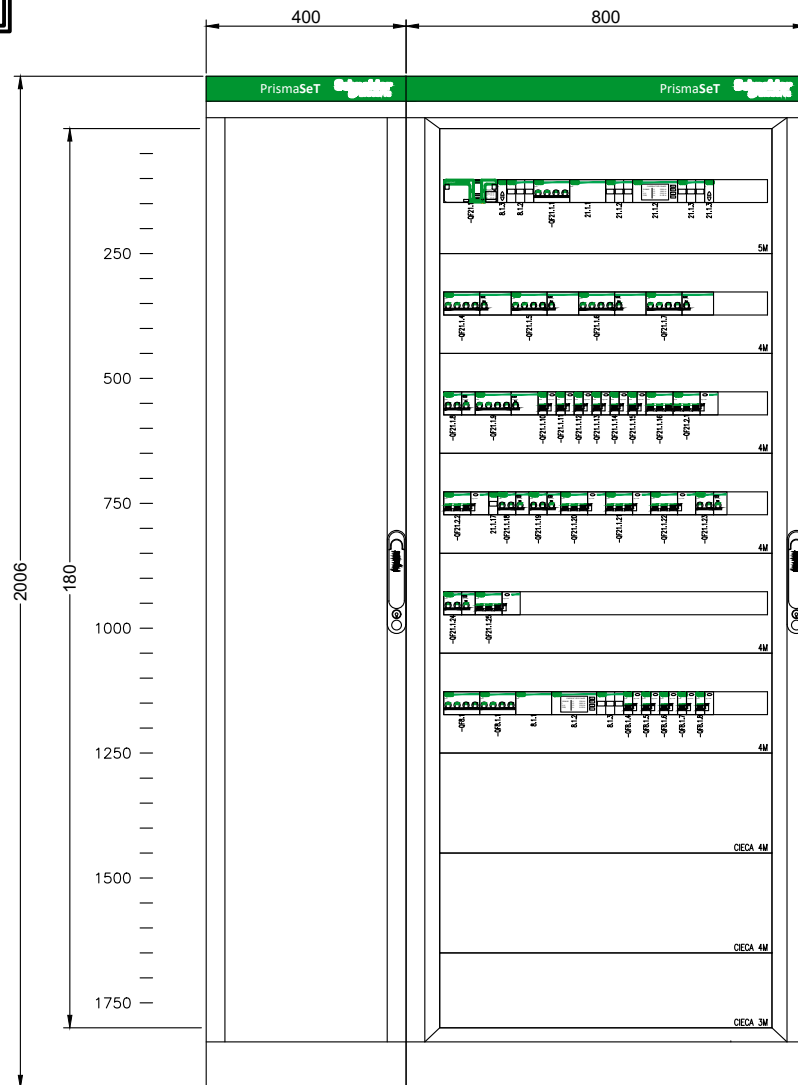 400
800
PrismaSeT
PrismaSeT
2006
180
250
500
750
1000
1250
1500
1750
-QF21.1
8.1.3
8.1.2
-QF21.1.1
21.1.1
21.1.2
21.1.2
21.1.3
21.1.3
5M
-QF21.1.4
-QF21.1.5
-QF21.1.6
-QF21.1.7
4M
-QF21.1.8
-QF21.1.9
-QF21.1.10
-QF21.1.11
-QF21.1.12
-QF21.1.13
-QF21.1.14
-QF21.1.15
-QF21.1.16
-QF21.2.1
4M
-QF21.2.2
21.1.17
-QF21.1.18
-QF21.1.19
-QF21.1.20
-QF21.1.21
-QF21.1.22
-QF21.1.23
4M
-QF21.1.24
-QF21.1.25
4M
-QF8.1
-QF8.1.1
8.1.1
8.1.2
8.1.3
-QF8.1.4
-QF8.1.5
-QF8.1.6
-QF8.1.7
-QF8.1.8
4M
CIECA 4M
CIECA 4M
CIECA 3M